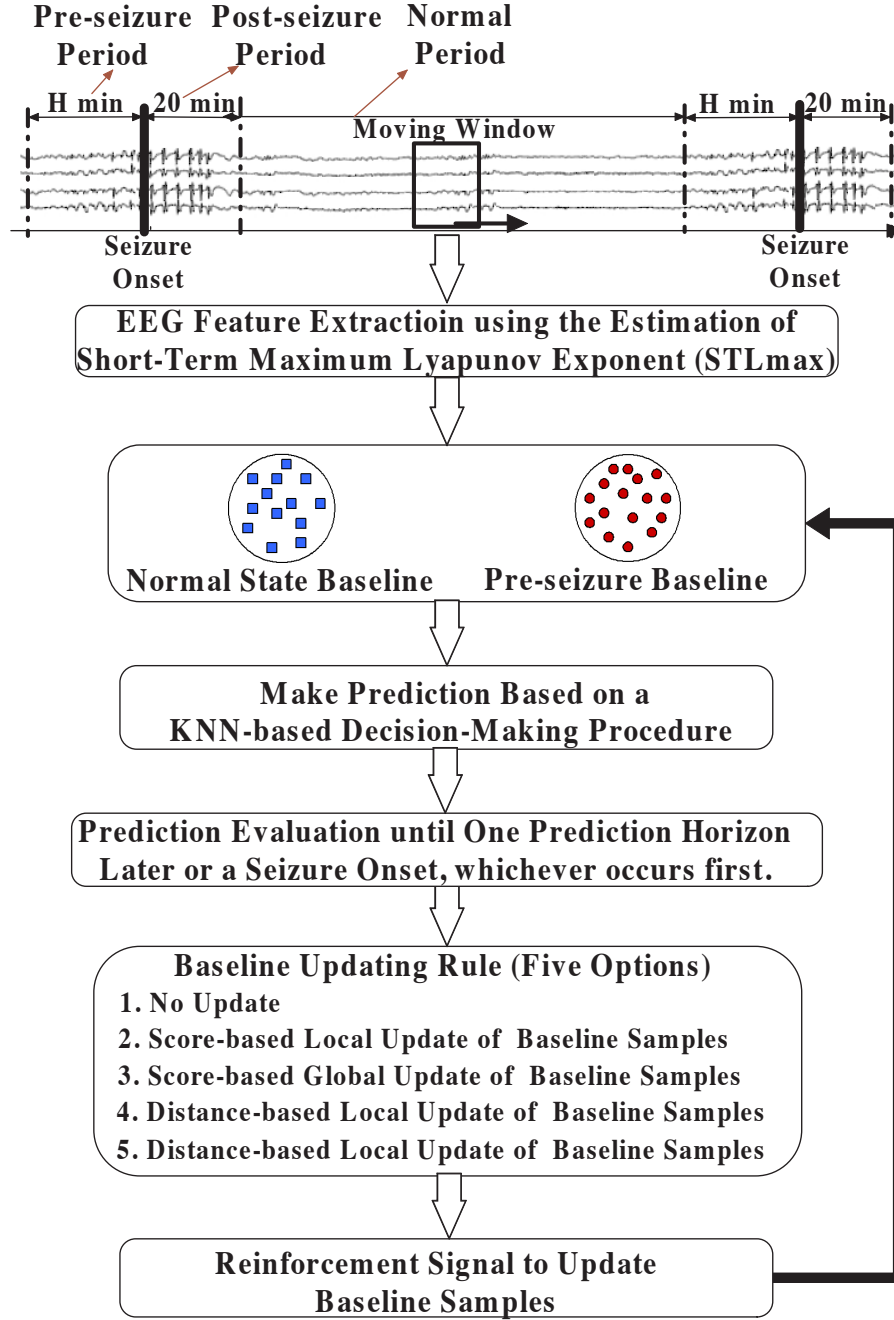 Pre-seizure Period
Post-seizure Period
Normal Period
H min
20 min
H min
20 min
Moving Window
Seizure Onset
Seizure Onset
EEG Feature Extractioin using the Estimation of
Short-Term Maximum Lyapunov Exponent (STLmax)
Normal State Baseline
Pre-seizure Baseline
Make Prediction Based on a
KNN-based Decision-Making Procedure
Prediction Evaluation until One Prediction Horizon
Later or a Seizure Onset, whichever occurs first.
Baseline Updating Rule (Five Options)
1. No Update
2. Score-based Local Update of Baseline Samples
3. Score-based Global Update of Baseline Samples
4. Distance-based Local Update of Baseline Samples
5. Distance-based Local Update of Baseline Samples
Reinforcement Signal to Update
Baseline Samples